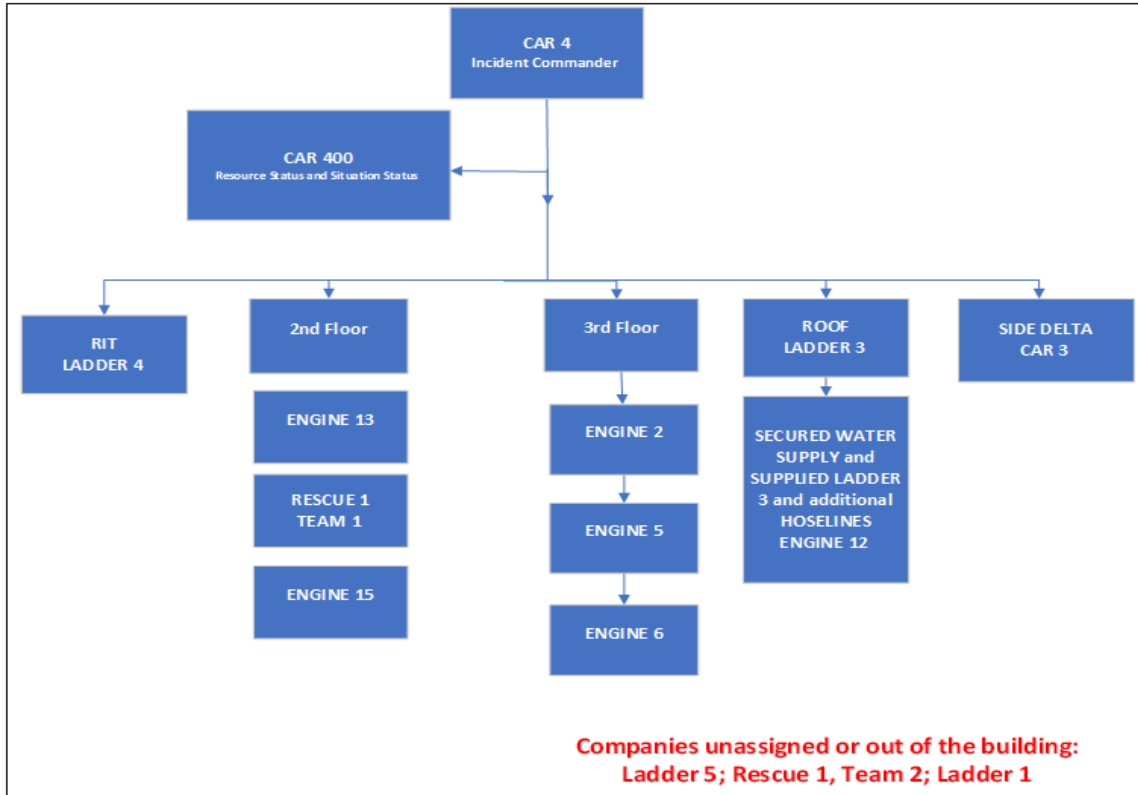 CAR 4
Incident Commander
CAR 400
Resource Status and Situation Status
RIT
LADDER 4
2nd Floor
3rd Floor
ROOF
LADDER 3
SIDE DELTA
CAR 3
ENGINE 13
RESCUE 1
TEAM 1
ENGINE 15
ENGINE 2
ENGINE 5
ENGINE 6
SECURED WATER
SUPPLY and
SUPPLIED LADDER
3 and additional
HOSELINES
ENGINE 12
Companies unassigned or out of the building:
Ladder 5; Rescue 1, Team 2; Ladder 1